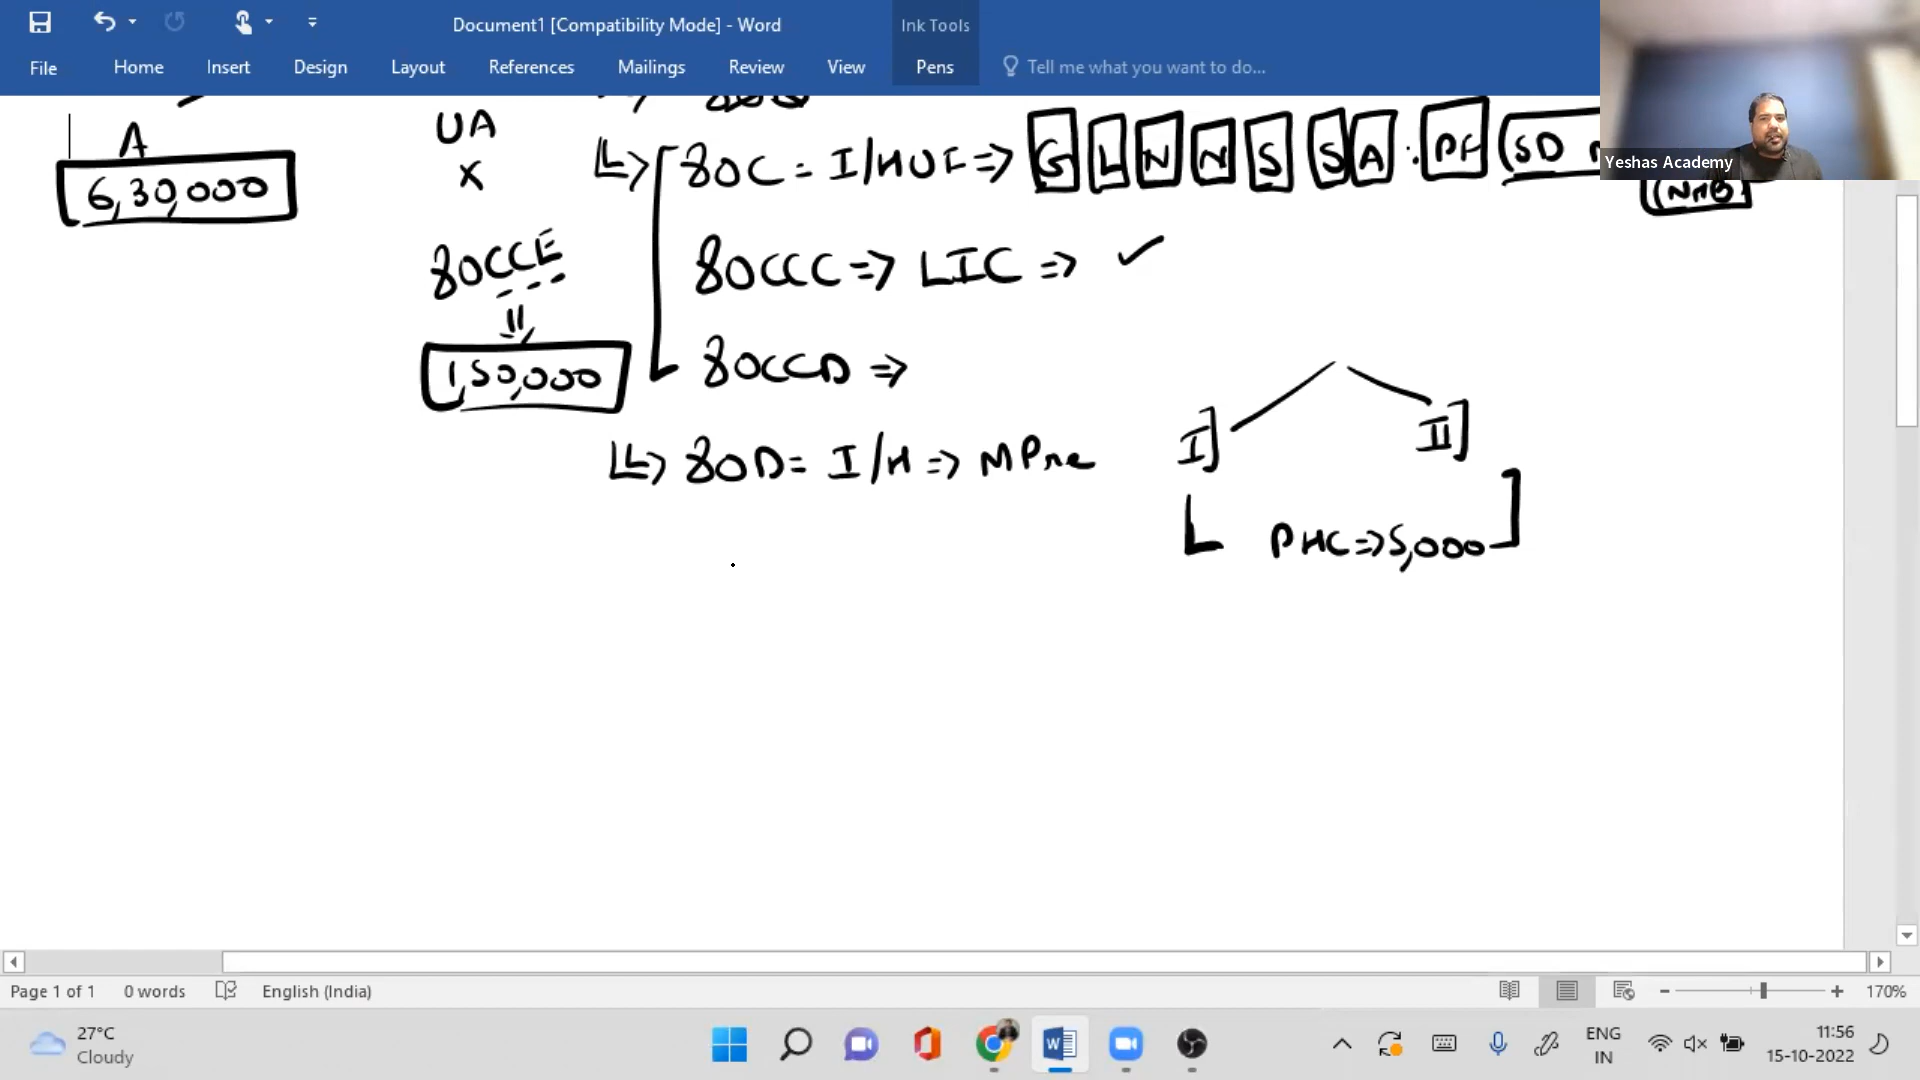 Document1 [Compatibility Mode] - Word
Ink Tools
File Home Insert Design Layout References Mailings Review View Pens Tell me what you want to do...
Yeshas Academy
A
6,30,000
UA
X
80CCE
1,50,000
80C = I/HUF => G L N N S S A PF (SD
80CCC => LIC => ✓
80CCD =>
80D = I/H => MPre
I] II]
PHC => 5,000
Page 1 of 1 0 words English (India) 170%
27°C
Cloudy
ENG
IN
11:56
15-10-2022